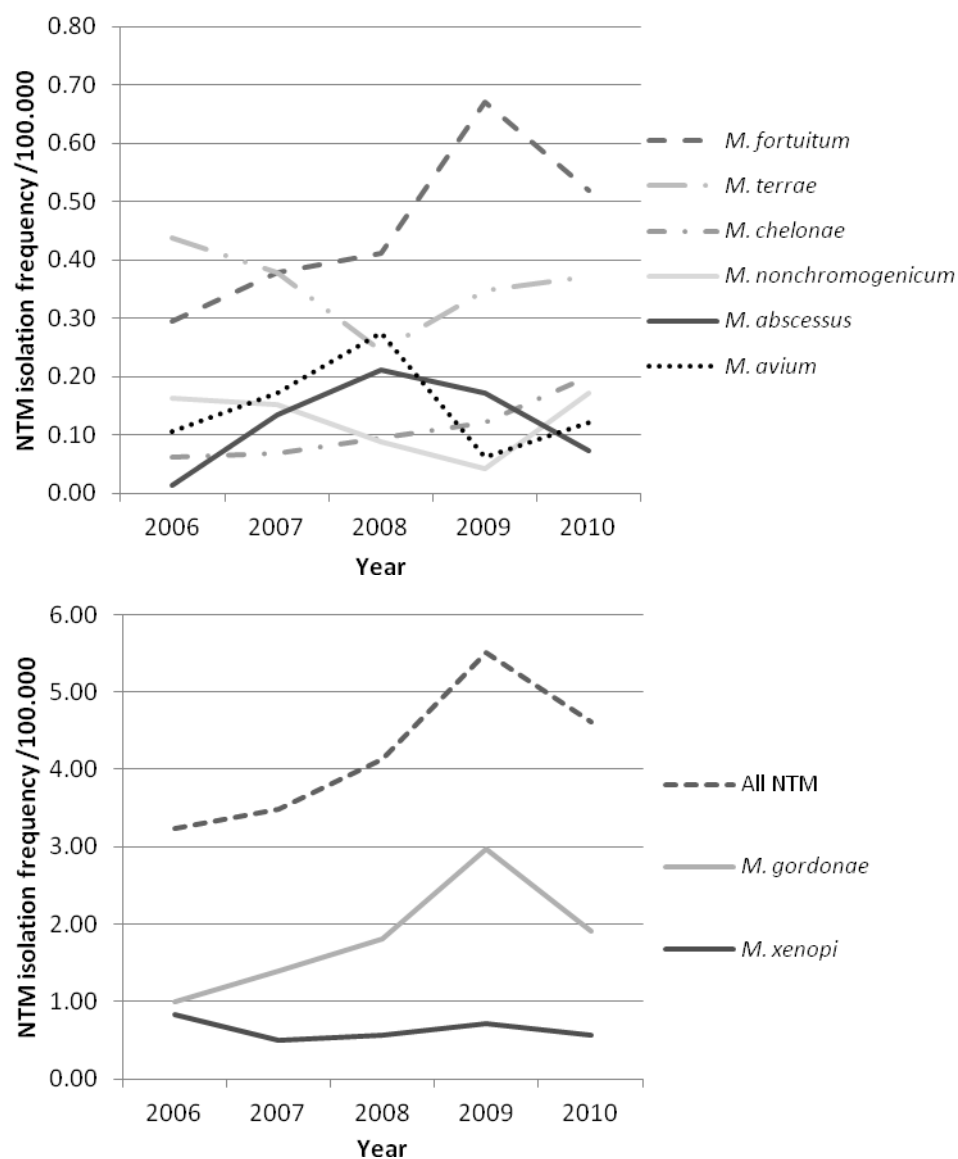 0.80
0.70
0.60
0.50
0.40
0.30
0.20
0.10
0.00
NTM isolation frequency /100.000
2006 2007 2008 2009 2010
Year
M. fortuitum
M. terrae
M. chelonae
M. nonchromogenicum
M. abscessus
M. avium
6.00
5.00
4.00
3.00
2.00
1.00
0.00
NTM isolation frequency /100.000
2006 2007 2008 2009 2010
Year
All NTM
M. gordonae
M. xenopi